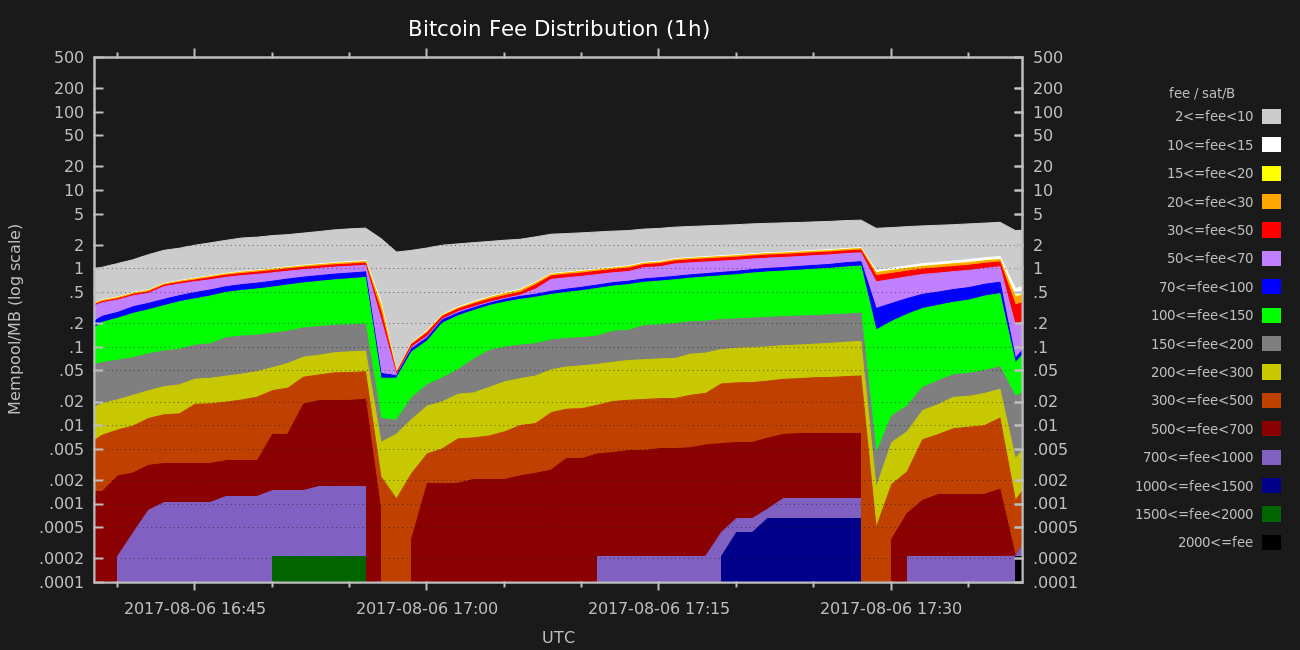 Bitcoin Fee Distribution (1h)
500
200
100
50
20
10
5
2
1
.5
.2
.1
.05
.02
.01
.005
.002
.001
.0005
.0002
.0001
Mempool/MB (log scale)
500
200
100
50
20
10
5
2
1
.5
.2
.1
.05
.02
.01
.005
.002
.001
.0005
.0002
.0001
2017-08-06 16:45 2017-08-06 17:00 2017-08-06 17:15 2017-08-06 17:30
UTC
fee / sat/B
2<=fee<10
10<=fee<15
15<=fee<20
20<=fee<30
30<=fee<50
50<=fee<70
70<=fee<100
100<=fee<150
150<=fee<200
200<=fee<300
300<=fee<500
500<=fee<700
700<=fee<1000
1000<=fee<1500
1500<=fee<2000
2000<=fee